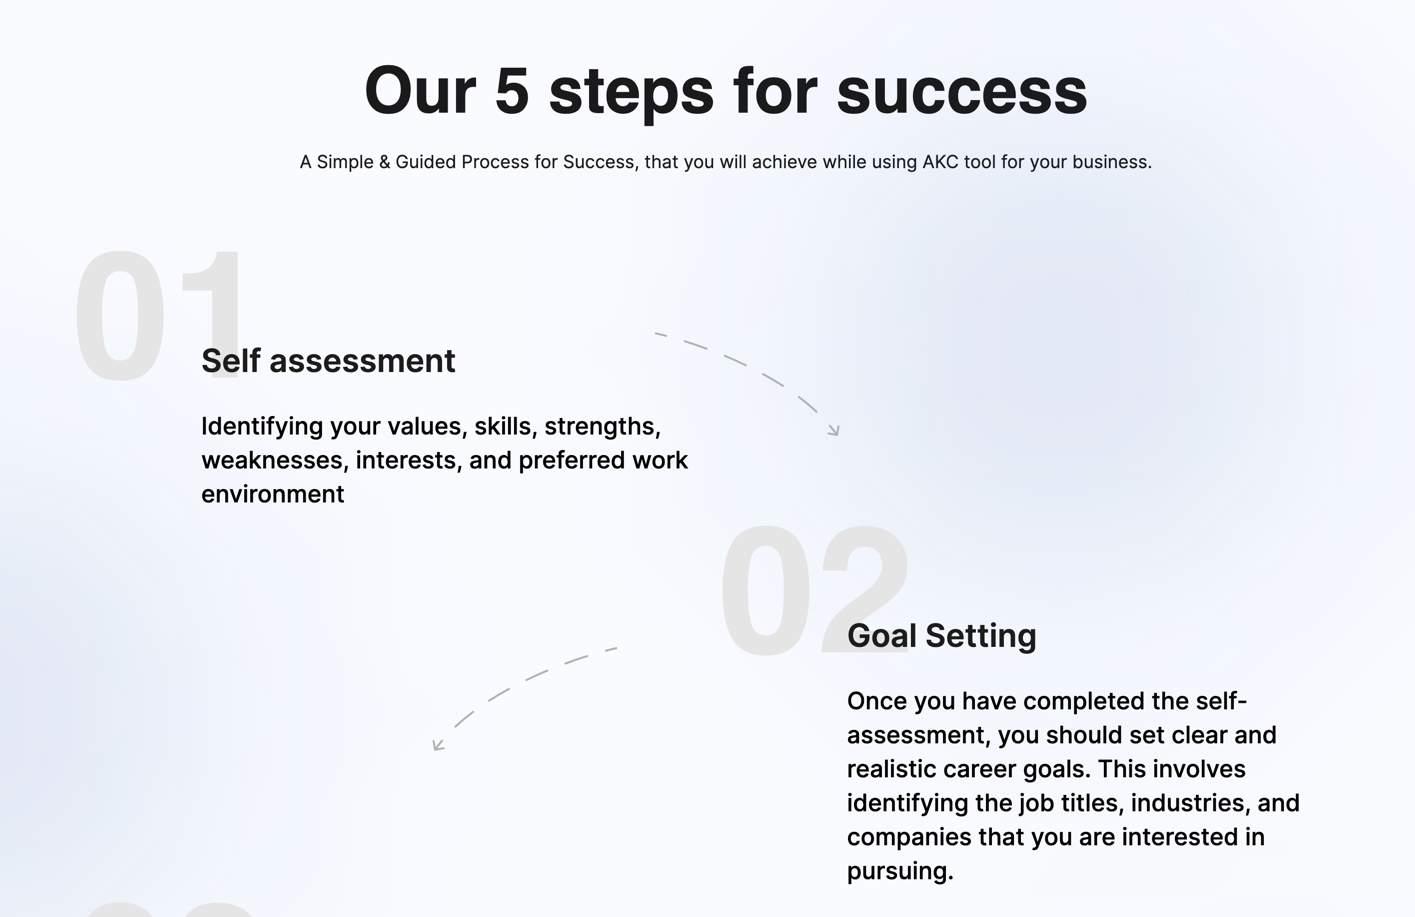 Our 5 steps for success
A Simple & Guided Process for Success, that you will achieve while using AKC tool for your business.
01
Self assessment
Identifying your values, skills, strengths,
weaknesses, interests, and preferred work
environment
02
Goal Setting
Once you have completed the self-
assessment, you should set clear and
realistic career goals. This involves
identifying the job titles, industries, and
companies that you are interested in
pursuing.